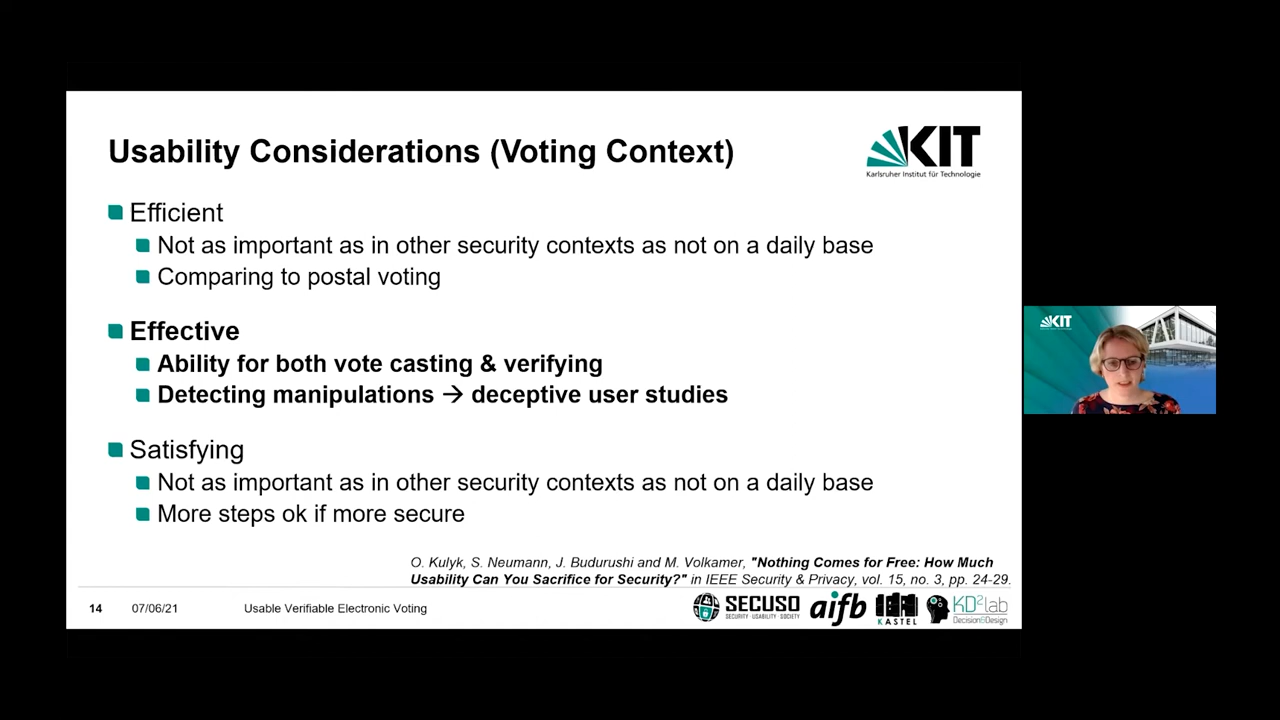 Usability Considerations (Voting Context)
KIT
Karlsruher Institut für Technologie
Efficient
Not as important as in other security contexts as not on a daily base
Comparing to postal voting
Effective
Ability for both vote casting & verifying
Detecting manipulations → deceptive user studies
Satisfying
Not as important as in other security contexts as not on a daily base
More steps ok if more secure
O. Kulyk, S. Neumann, J. Budurushi and M. Volkamer, "Nothing Comes for Free: How Much
Usability Can You Sacrifice for Security?" in IEEE Security & Privacy, vol. 15, no. 3, pp. 24-29.
14 07/06/21 Usable Verifiable Electronic Voting
SECUSO
SECURITY · USABILITY · SOCIETY
aifb
KASTEL
KD²lab
Decision&Design
KIT